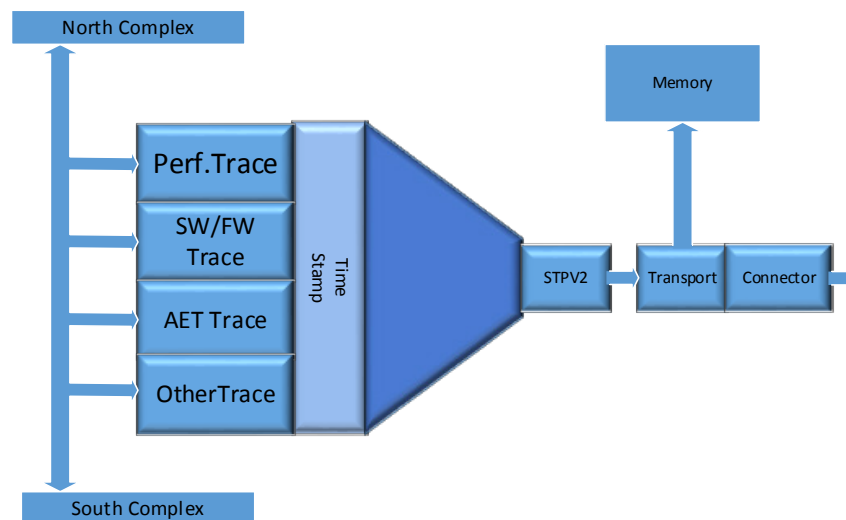 North Complex
Memory
Perf.Trace
SW/FW
Trace
AET Trace
OtherTrace
Time
Stamp
STPV2
Transport
Connector
South Complex